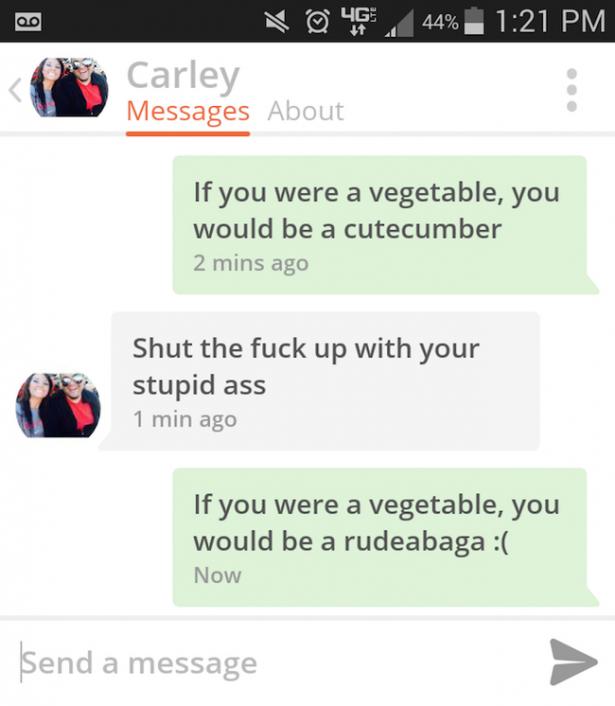 4G LTE 44% 1:21 PM
Carley
Messages About
If you were a vegetable, you
would be a cutecumber
2 mins ago
Shut the fuck up with your
stupid ass
1 min ago
If you were a vegetable, you
would be a rudeabaga :(
Now
Send a message